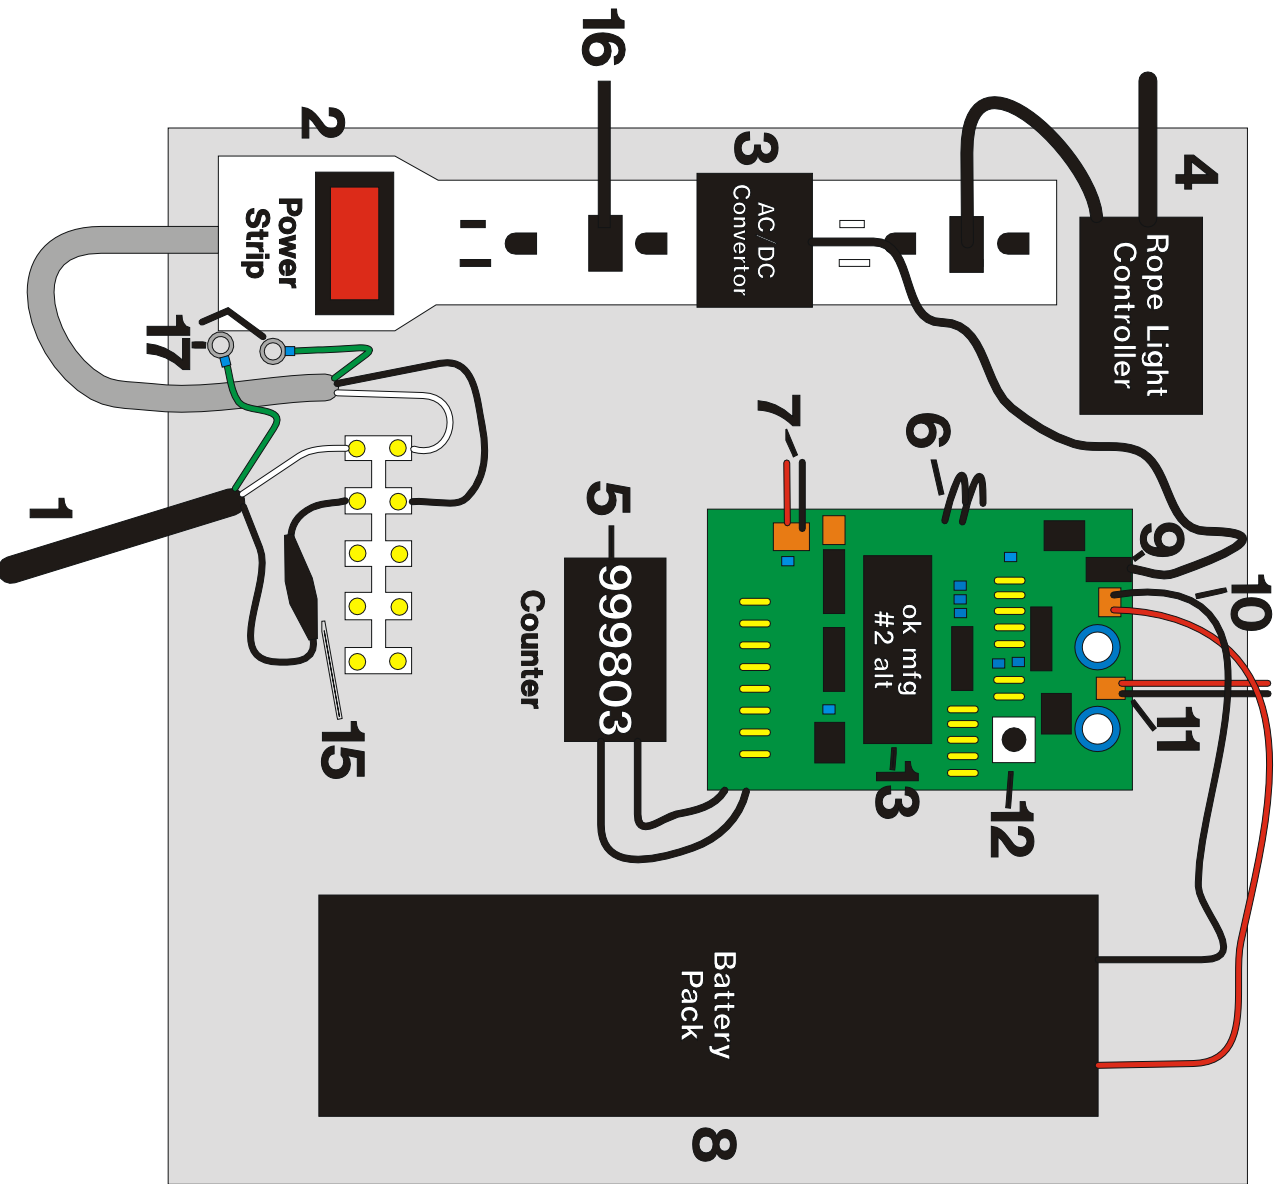 16
2
3
4
Power
Strip
AC/DC
Convertor
Rope Light
Controller
17
7
6
1
5
9
10
999803
Counter
ok mfg
#2 alt
11
15
13
12
Battery
Pack
8